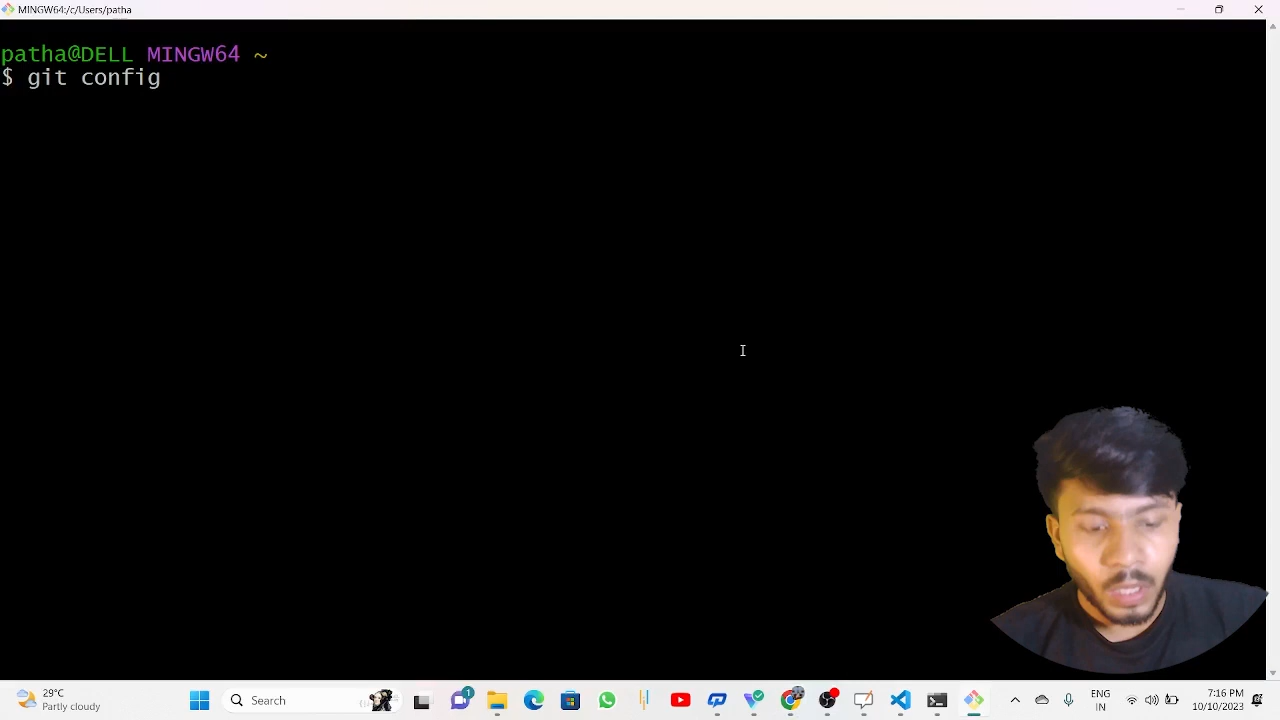 MINGW64:/c/Users/patha
patha@DELL MINGW64 ~
$ git config
29°C
Partly cloudy
Search
1
ENG
IN
7:16 PM
10/10/2023